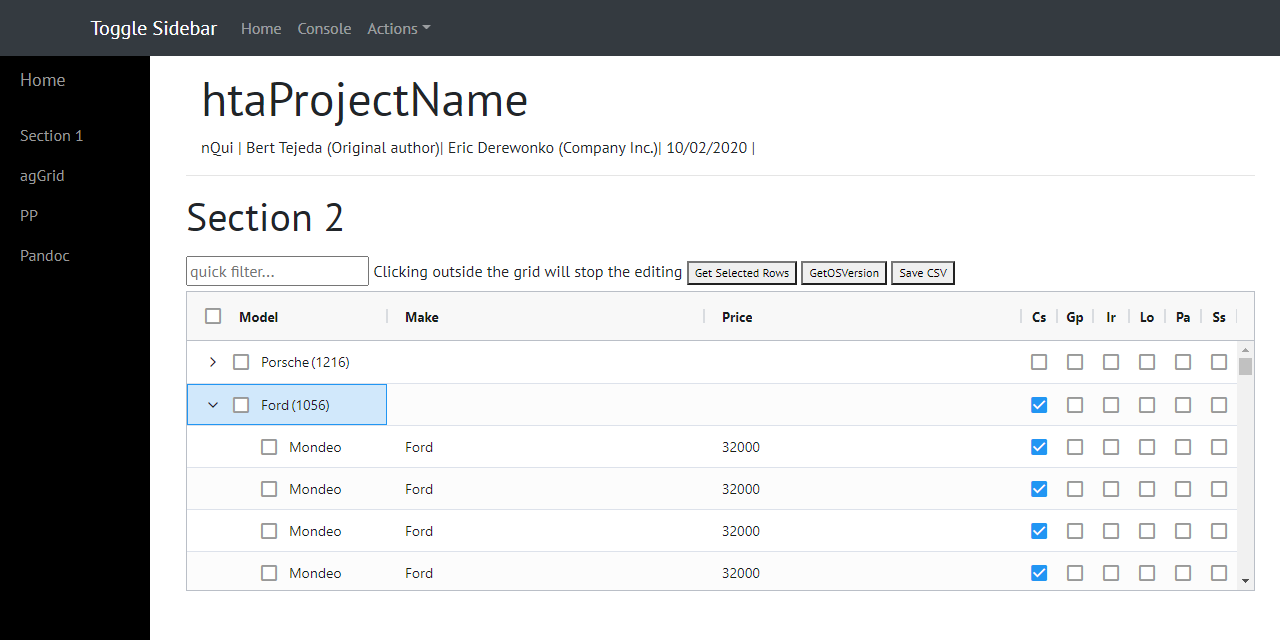 Toggle Sidebar Home Console Actions
Home
Section 1
agGrid
PP
Pandoc
htaProjectName
nQui | Bert Tejeda (Original author)| Eric Derewonko (Company Inc.)| 10/02/2020 |
Section 2
quick filter... Clicking outside the grid will stop the editing Get Selected Rows GetOSVersion Save CSV
Model Make Price Cs Gp Ir Lo Pa Ss
Porsche (1216)
Ford (1056)
Mondeo Ford 32000
Mondeo Ford 32000
Mondeo Ford 32000
Mondeo Ford 32000